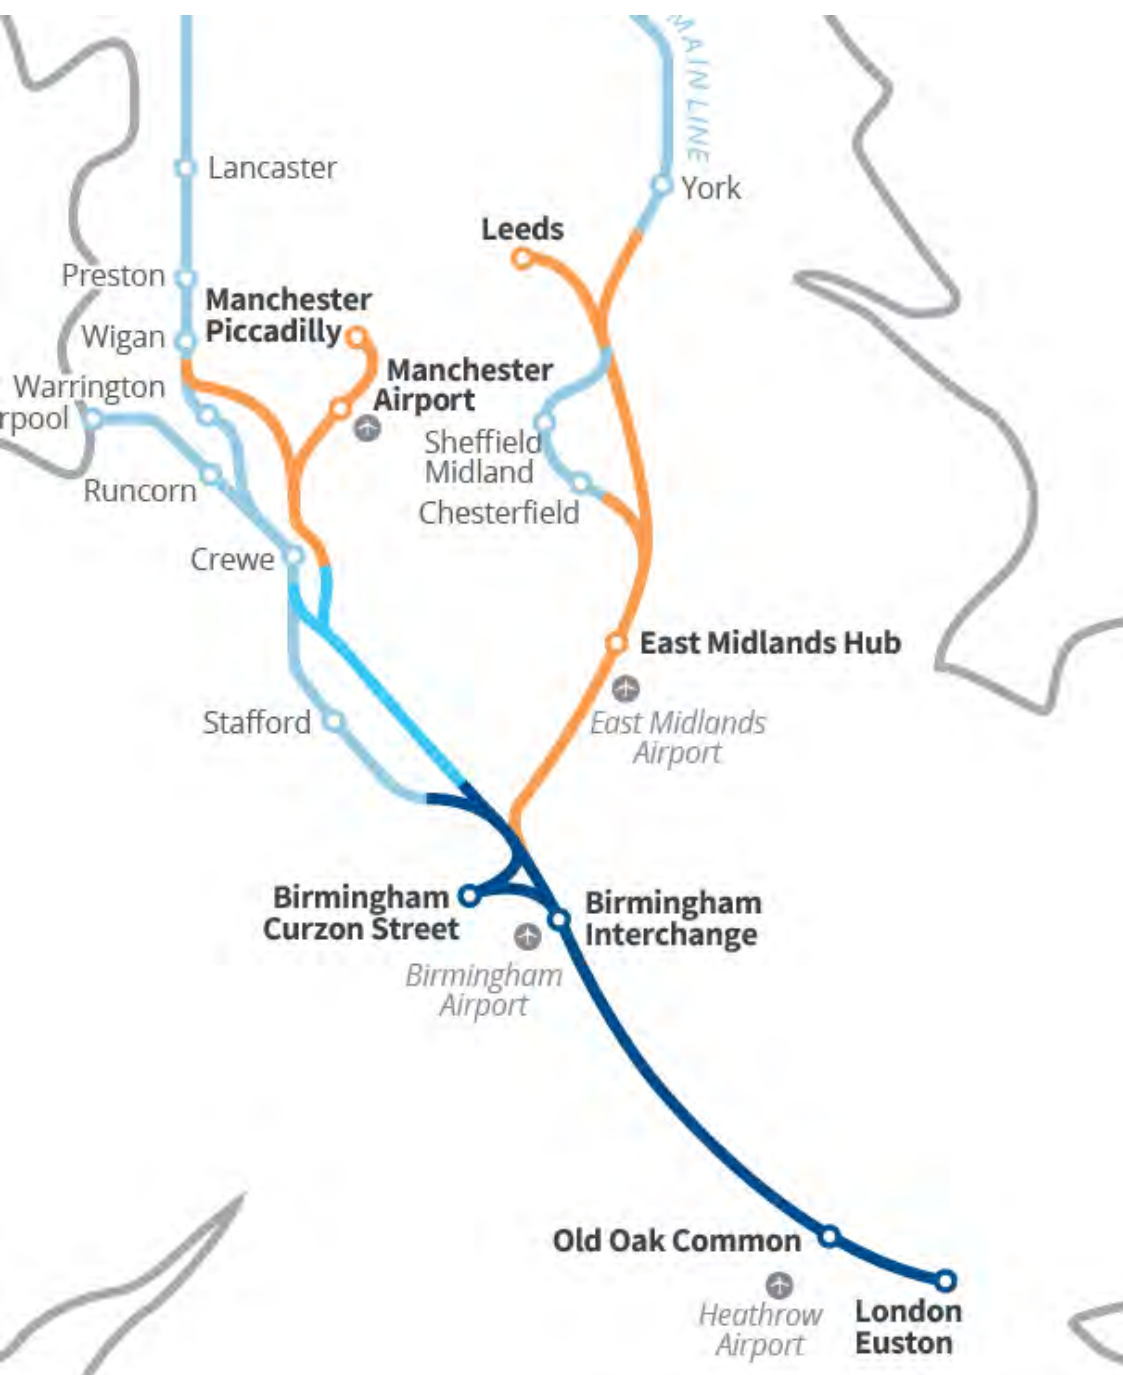 MAIN LINE
Lancaster
York
Leeds
Preston
Manchester
Piccadilly
Wigan
Manchester
Airport
Warrington
rpool
Sheffield
Midland
Runcorn
Chesterfield
Crewe
East Midlands Hub
East Midlands
Airport
Stafford
Birmingham
Curzon Street
Birmingham
Interchange
Birmingham
Airport
Old Oak Common
Heathrow
Airport
London
Euston